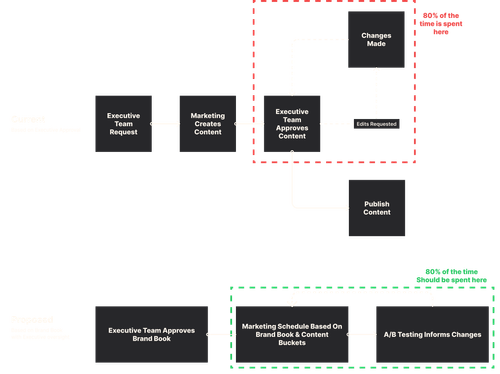 80% of the
time is spent
here
Changes
Made
Executive
Team
Request
Marketing
Creates
Content
Executive
Team
Approves
Content
Edits Requested
Publish
Content
80% of the time
Should be spent here
Executive Team Approves
Brand Book
Marketing Schedule Based On
Brand Book & Content
Buckets
A/B Testing Informs Changes